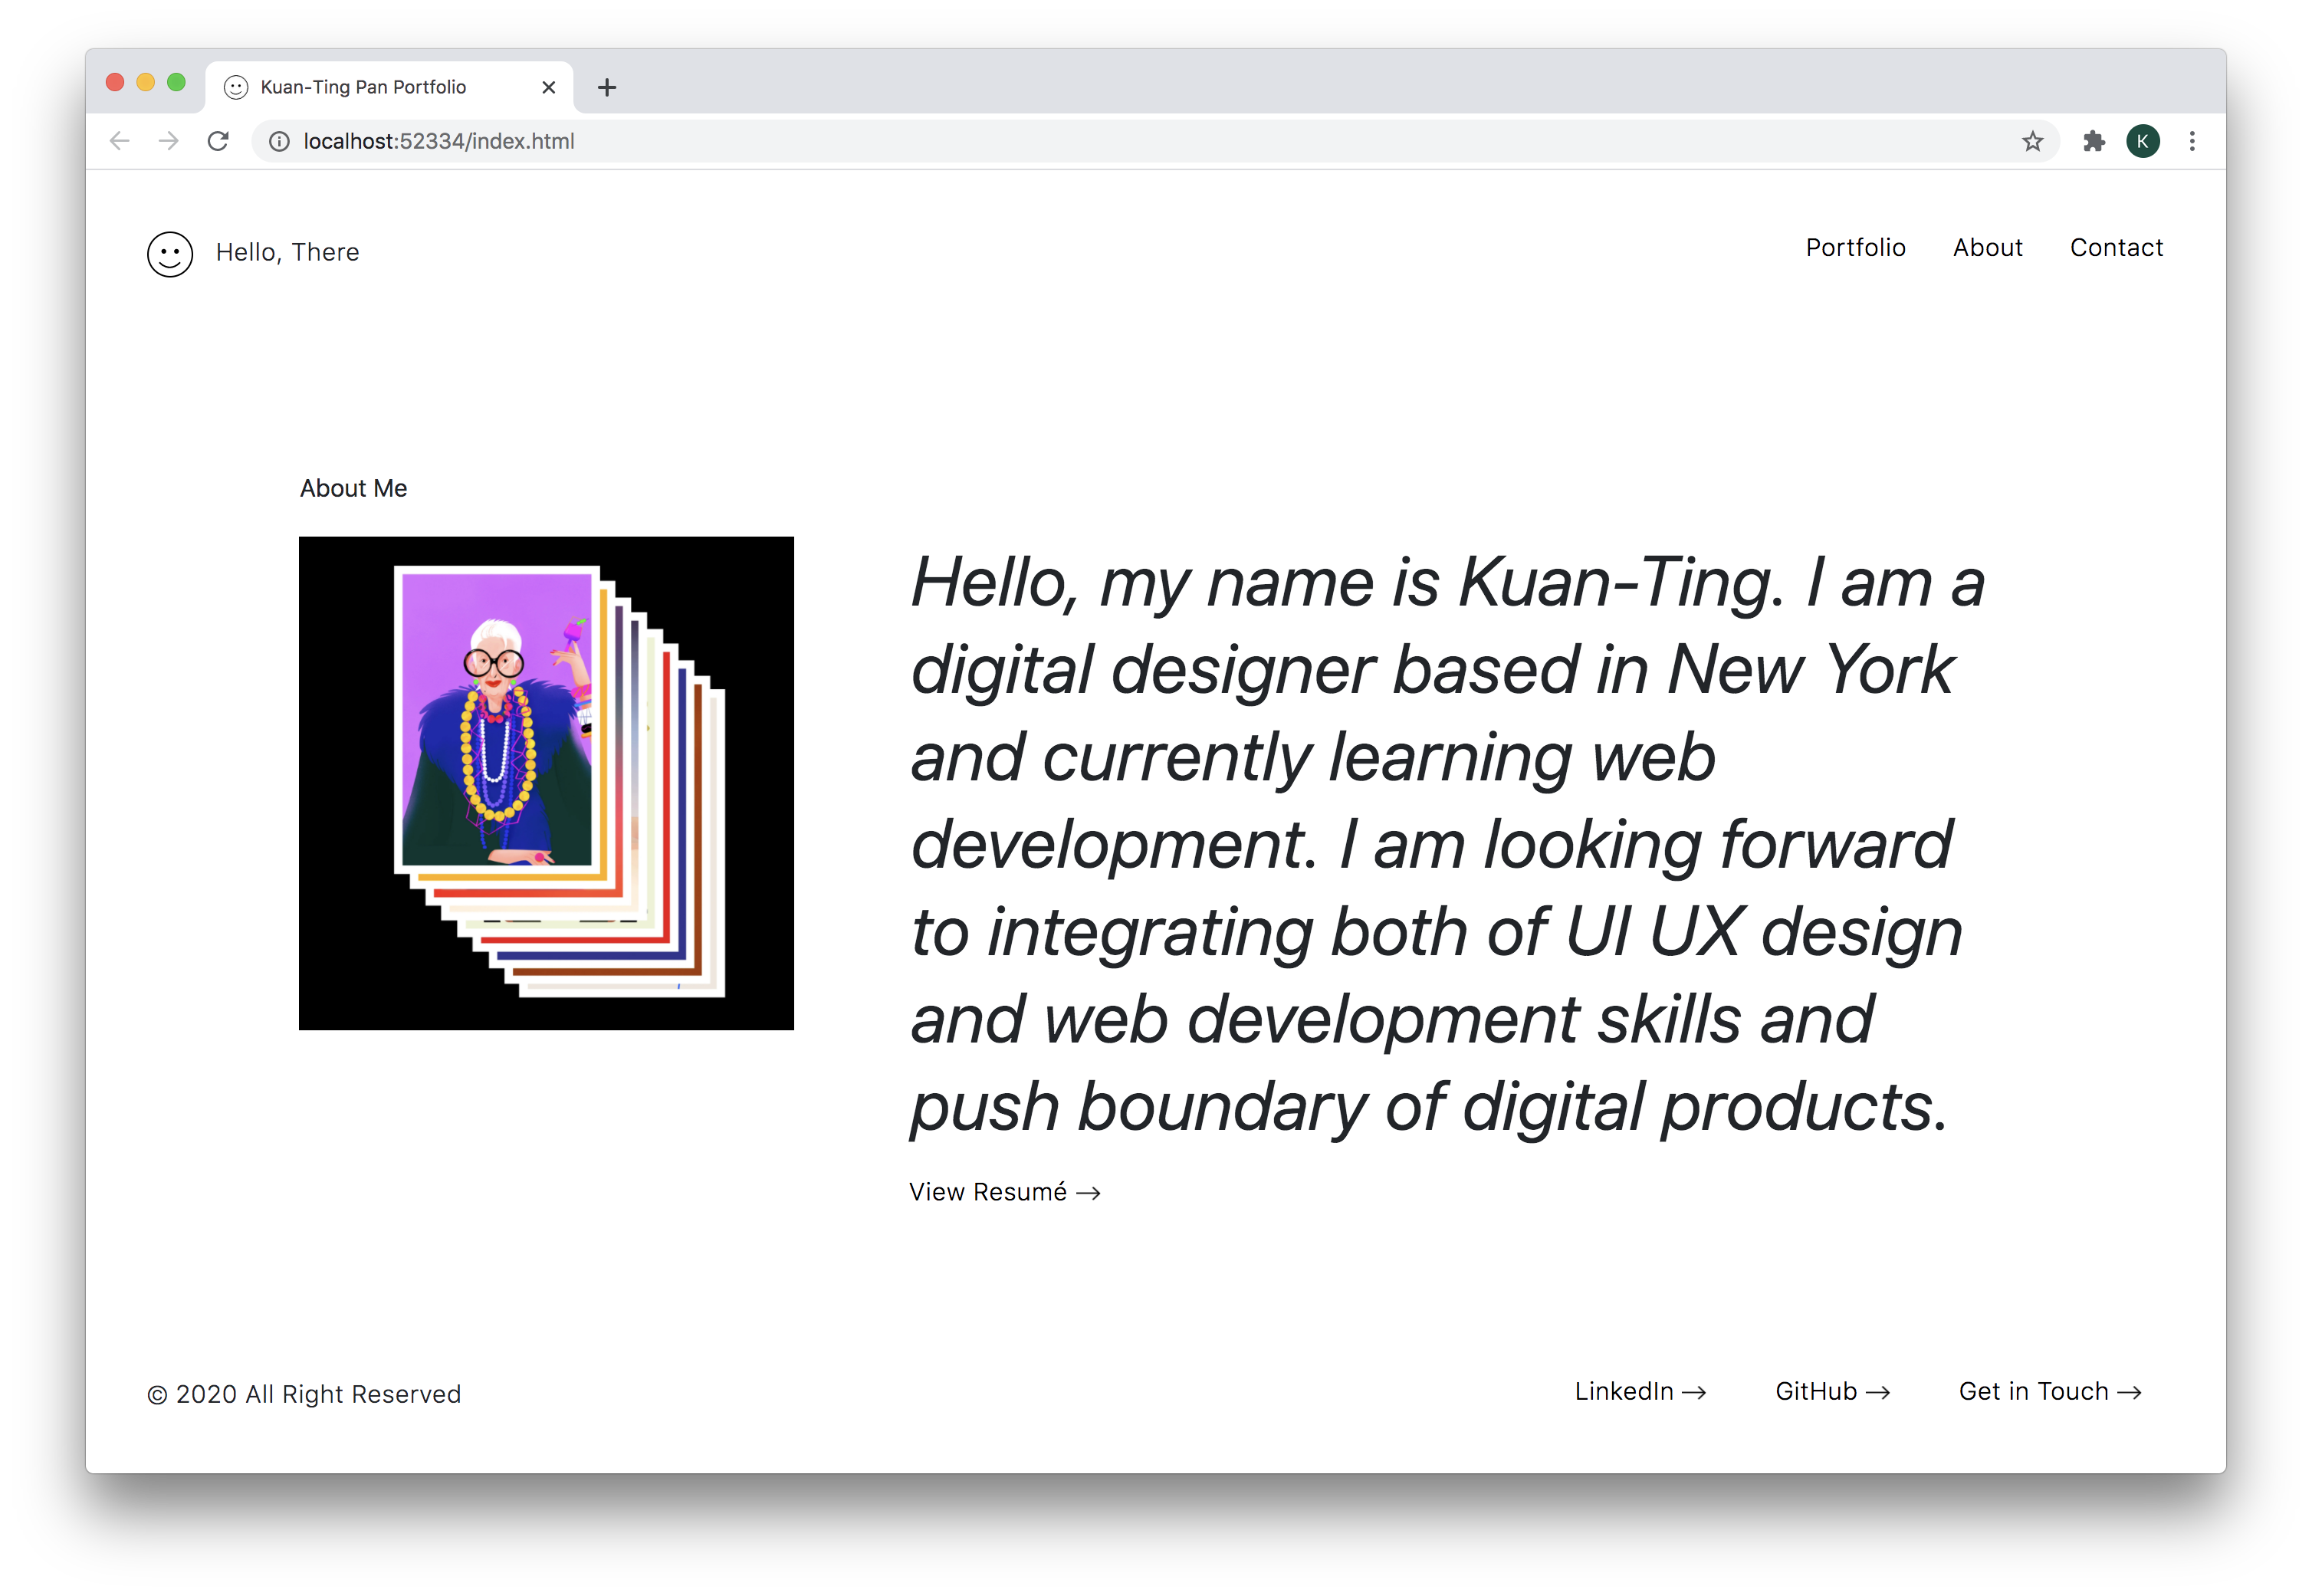 Kuan-Ting Pan Portfolio
localhost:52334/index.html
K
Hello, There
Portfolio About Contact
About Me
Hello, my name is Kuan-Ting. I am a
digital designer based in New York
and currently learning web
development. I am looking forward
to integrating both of UI UX design
and web development skills and
push boundary of digital products.
View Resumé →
© 2020 All Right Reserved
LinkedIn → GitHub → Get in Touch →